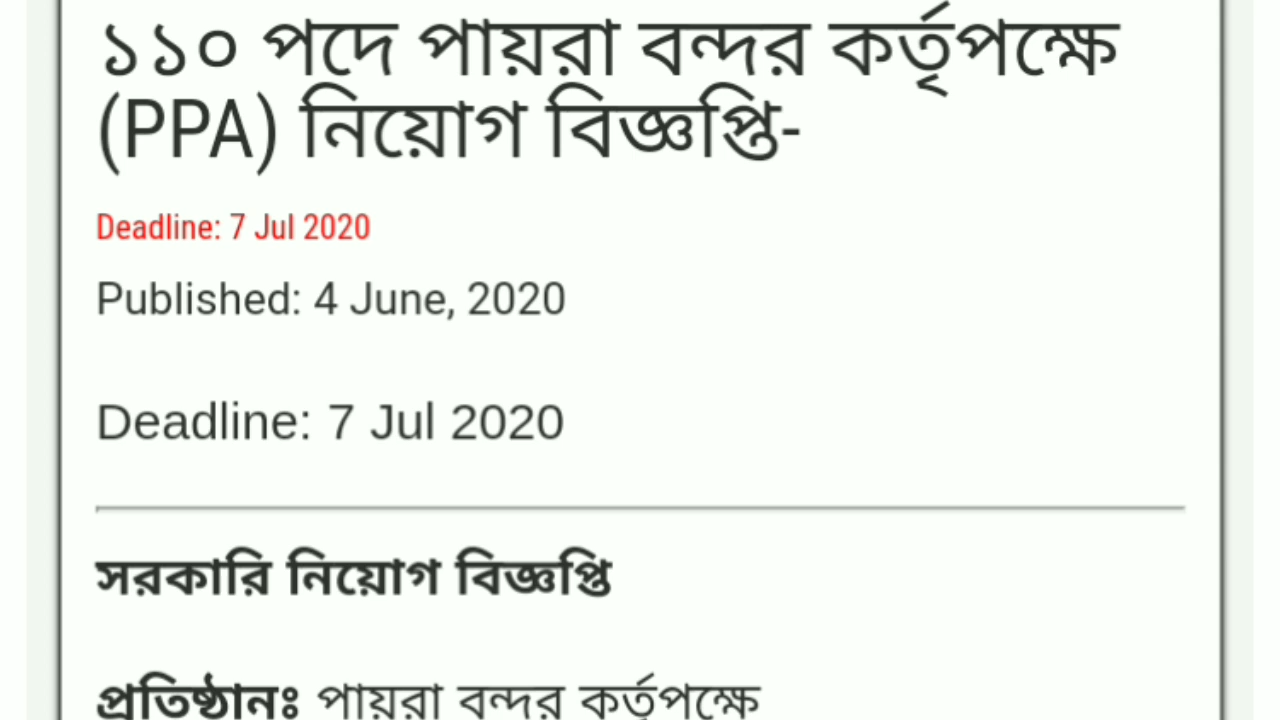 ১১০ পদে পায়রা বন্দর কর্তৃপক্ষে
(PPA) নিয়োগ বিজ্ঞপ্তি-
Deadline: 7 Jul 2020
Published: 4 June, 2020
Deadline: 7 Jul 2020
সরকারি নিয়োগ বিজ্ঞপ্তি
প্রতিষ্ঠানঃ পায়রা বন্দর কর্তৃপক্ষে